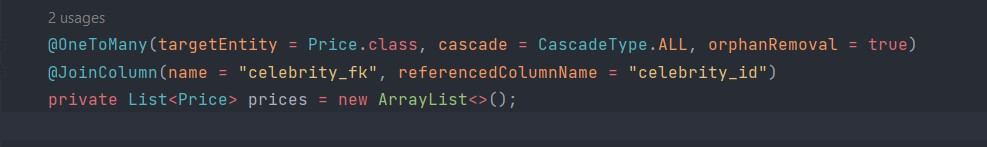 2 usages
@OneToMany(targetEntity = Price.class, cascade = CascadeType.ALL, orphanRemoval = true)
@JoinColumn(name = "celebrity_fk", referencedColumnName = "celebrity_id")
private List<Price> prices = new ArrayList<>();